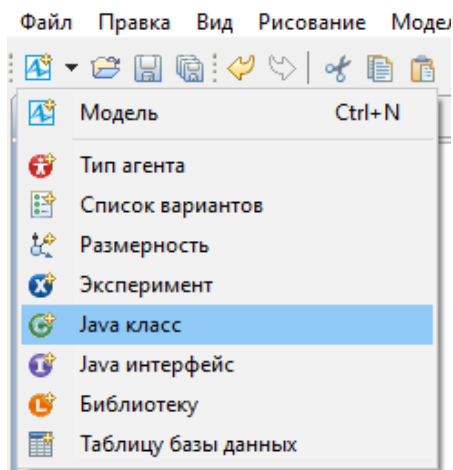 Файл Правка Вид Рисование
Модель Ctrl+N
Тип агента
Список вариантов
Размерность
Эксперимент
Java класс
Java интерфейс
Библиотеку
Таблицу базы данных